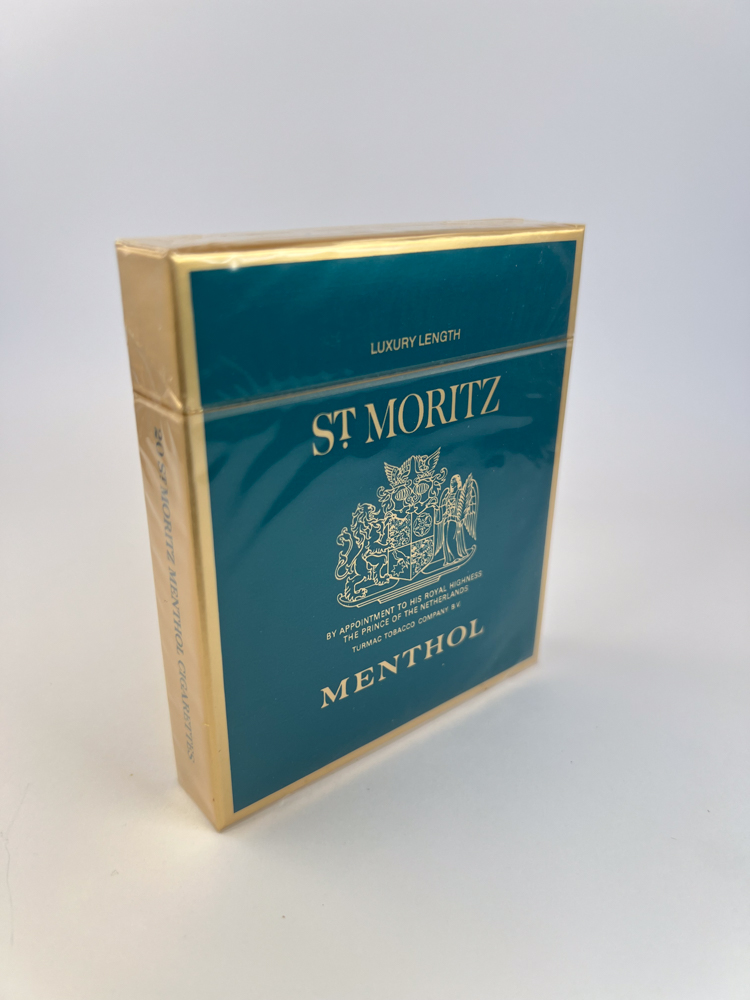 LUXURY LENGTH
ST MORITZ
BY APPOINTMENT TO HIS ROYAL HIGHNESS
THE PRINCE OF THE NETHERLANDS
TURMAC TOBACCO COMPANY B.V.
MENTHOL
20 ST MORITZ MENTHOL CIGARETTES